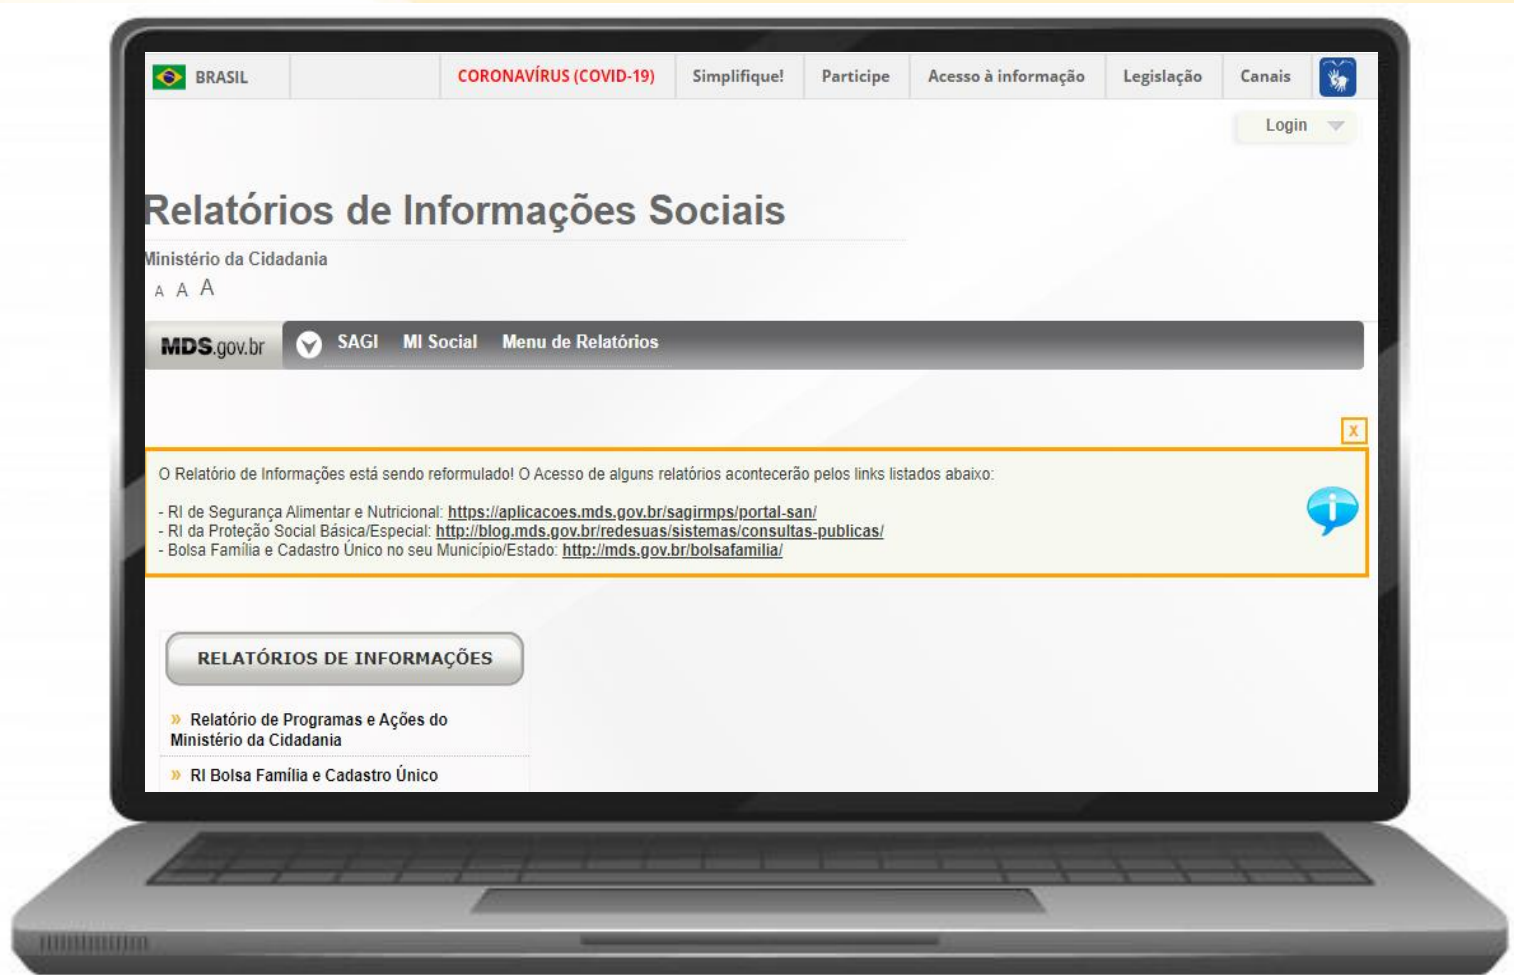 BRASIL
CORONAVÍRUS (COVID-19)
Simplifique!
Participe
Acesso à informação
Legislação
Canais
Login
Relatórios de Informações Sociais
Ministério da Cidadania
A A A
MDS.gov.br
SAGI
MI Social
Menu de Relatórios
X
O Relatório de Informações está sendo reformulado! O Acesso de alguns relatórios acontecerão pelos links listados abaixo:
- RI de Segurança Alimentar e Nutricional: https://aplicacoes.mds.gov.br/sagirmps/portal-san/
- RI da Proteção Social Básica/Especial: http://blog.mds.gov.br/redesuas/sistemas/consultas-publicas/
- Bolsa Família e Cadastro Único no seu Município/Estado: http://mds.gov.br/bolsafamilia/
RELATÓRIOS DE INFORMAÇÕES
» Relatório de Programas e Ações do
Ministério da Cidadania
» RI Bolsa Família e Cadastro Único